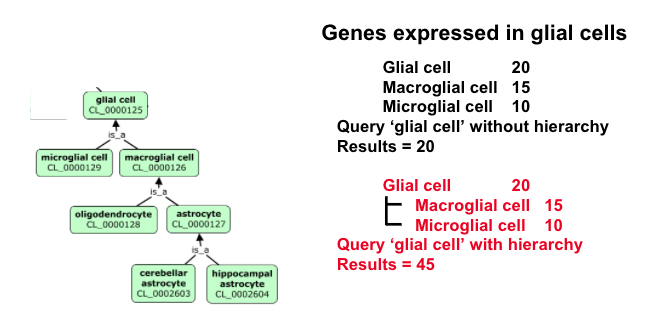 Genes expressed in glial cells
glial cell
CL_0000125
is_a
microglial cell
CL_0000129
macroglial cell
CL_0000126
is_a
oligodendrocyte
CL_0000128
astrocyte
CL_0000127
is_a
cerebellar
astrocyte
CL_0002603
hippocampal
astrocyte
CL_0002604
Glial cell 20
Macroglial cell 15
Microglial cell 10
Query ‘glial cell’ without hierarchy
Results = 20
Glial cell 20
Macroglial cell 15
Microglial cell 10
Query ‘glial cell’ with hierarchy
Results = 45